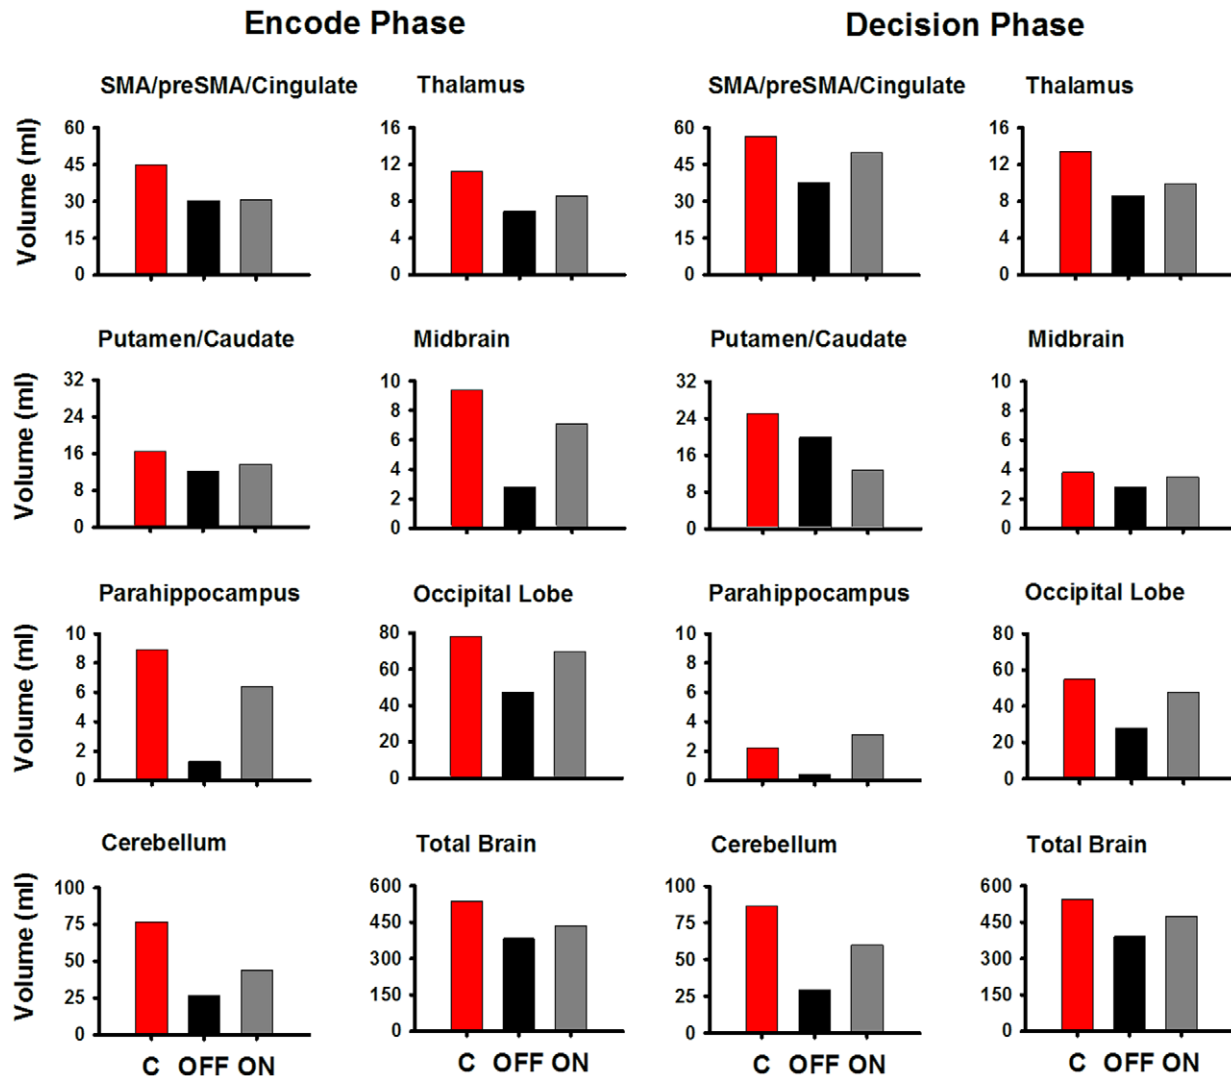 Encode Phase Decision Phase
SMA/preSMA/Cingulate Thalamus SMA/preSMA/Cingulate Thalamus
Volume (ml)
60 16 60 16
45 12 45 12
30 8 30 8
15 4 15 4
0 0 0 0
Putamen/Caudate Midbrain Putamen/Caudate Midbrain
Volume (ml)
32 10 32 10
24 8 24 8
16 6 16 6
8 4 8 4
0 2 0 2
0 0
Parahippocampus Occipital Lobe Parahippocampus Occipital Lobe
Volume (ml)
10 80 10 80
8 60 8 60
6 40 6 40
4 20 4 20
2 0 2 0
0 0
Cerebellum Total Brain Cerebellum Total Brain
Volume (ml)
100 600 100 600
75 450 75 450
50 300 50 300
25 150 25 150
0 0 0 0
C OFF ON C OFF ON C OFF ON C OFF ON